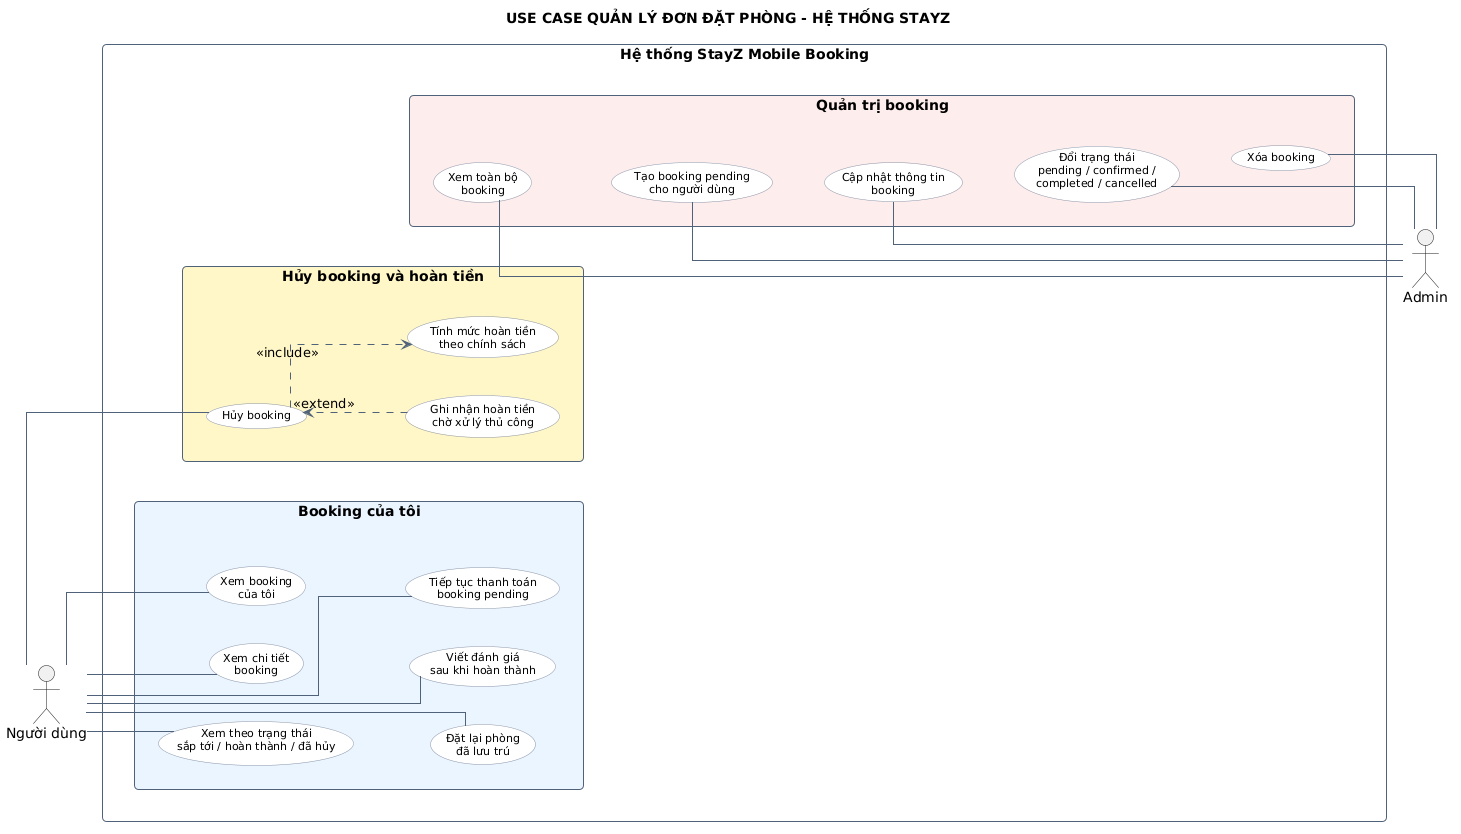 USE CASE QUẢN LÝ ĐƠN ĐẶT PHÒNG - HỆ THỐNG STAYZ
Hệ thống StayZ Mobile Booking
Quản trị booking
Xem toàn bộ
booking
Tạo booking pending
cho người dùng
Cập nhật thông tin
booking
Đổi trạng thái
pending / confirmed /
completed / cancelled
Xóa booking
Admin
Hủy booking và hoàn tiền
Tính mức hoàn tiền
theo chính sách
«include»
«extend»
Hủy booking
Ghi nhận hoàn tiền
chờ xử lý thủ công
Booking của tôi
Xem booking
của tôi
Tiếp tục thanh toán
booking pending
Xem chi tiết
booking
Viết đánh giá
sau khi hoàn thành
Người dùng
Xem theo trạng thái
sắp tới / hoàn thành / đã hủy
Đặt lại phòng
đã lưu trú